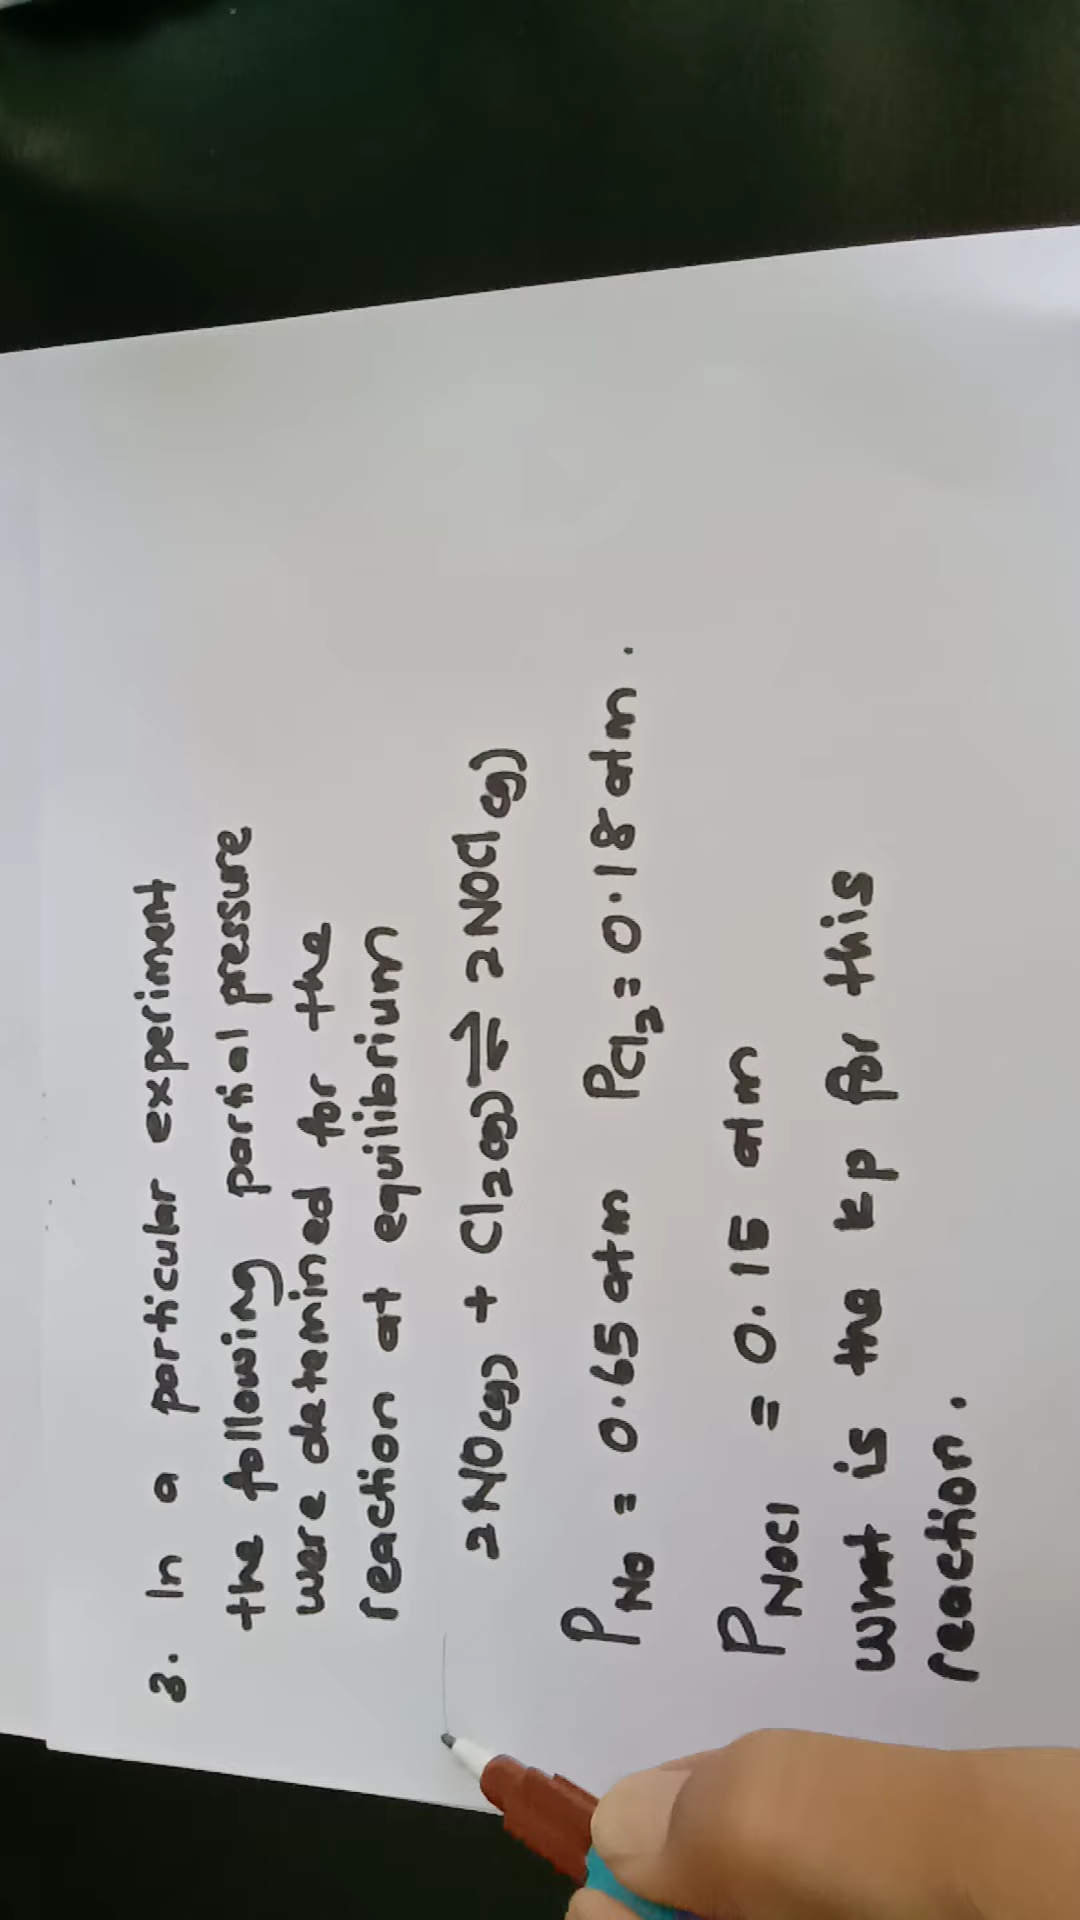 3. In a particular experiment
the following partial pressure
were detemined for the
reaction at equilibrium
2NO(g) + Cl2(g) ⇌ 2NOCl(g)
PNO = 0.65 atm PCl2 = 0.18 atm.
PNOCl = 0.15 atm
what is the kp for this
reaction.